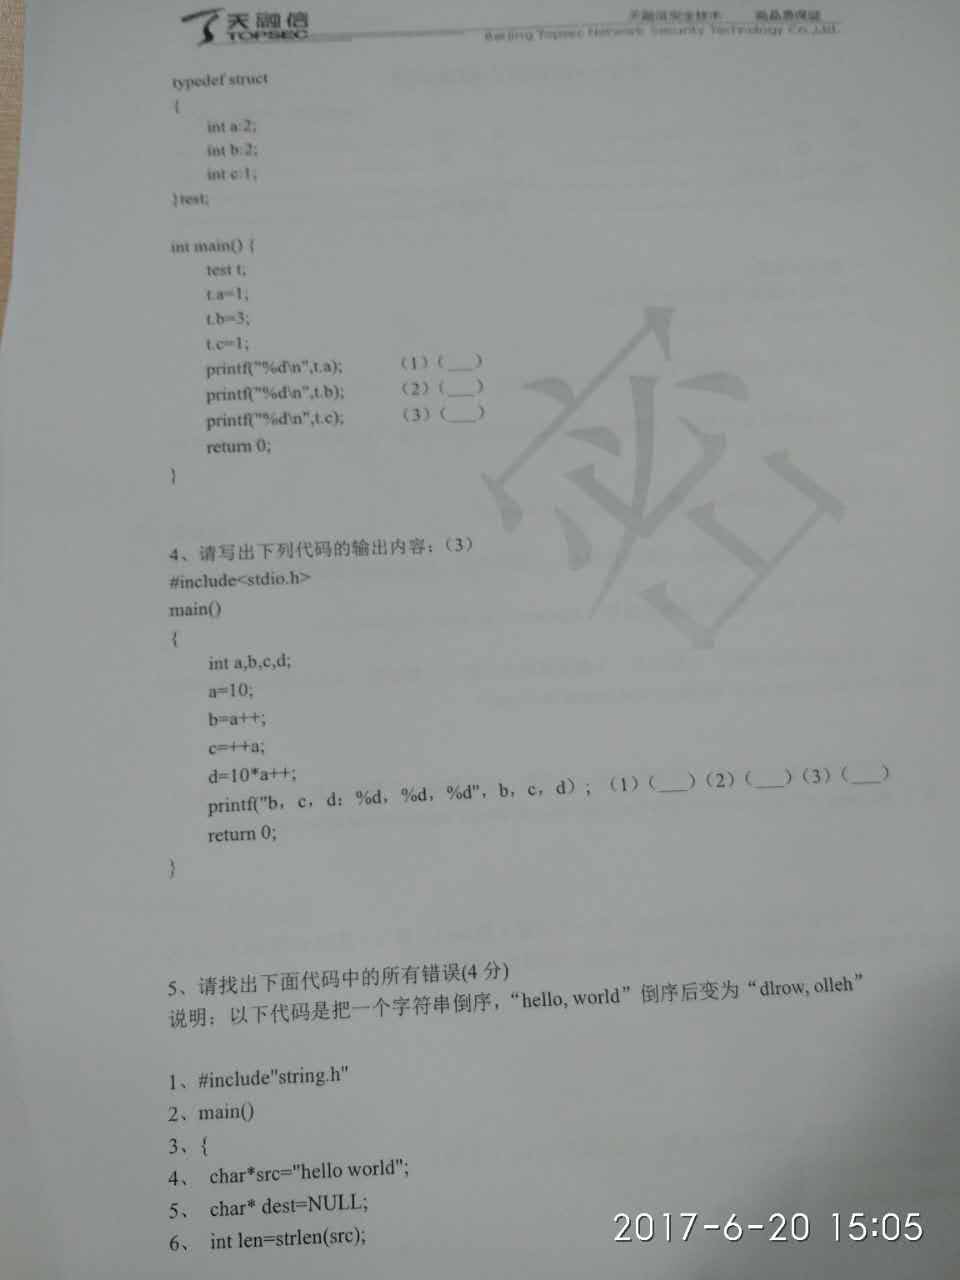 天融信
TOPSEC
天融信安全技术 高品质保证
Beijing Topsec Network Security Technology Co.,Ltd.
typedef struct
{
int a:2;
int b:2;
int c:1;
}test;
int main() {
test t;
t.a=1;
t.b=3;
t.c=1;
printf("%d\n",t.a); （1）(___)
printf("%d\n",t.b); （2）(___)
printf("%d\n",t.c); （3）(___)
return 0;
}
4、请写出下列代码的输出内容：（3）
#include<stdio.h>
main()
{
int a,b,c,d;
a=10;
b=a++;
c=++a;
d=10*a++;
printf("b，c，d：%d，%d，%d"，b，c，d）；（1）(___)（2）(___)（3）(___)
return 0;
}
5、请找出下面代码中的所有错误(4 分)
说明：以下代码是把一个字符串倒序，“hello, world”倒序后变为“dlrow, olleh”
1、#include"string.h"
2、main()
3、{
4、 char*src="hello world";
5、 char* dest=NULL;
6、 int len=strlen(src);
2017-6-20 15:05